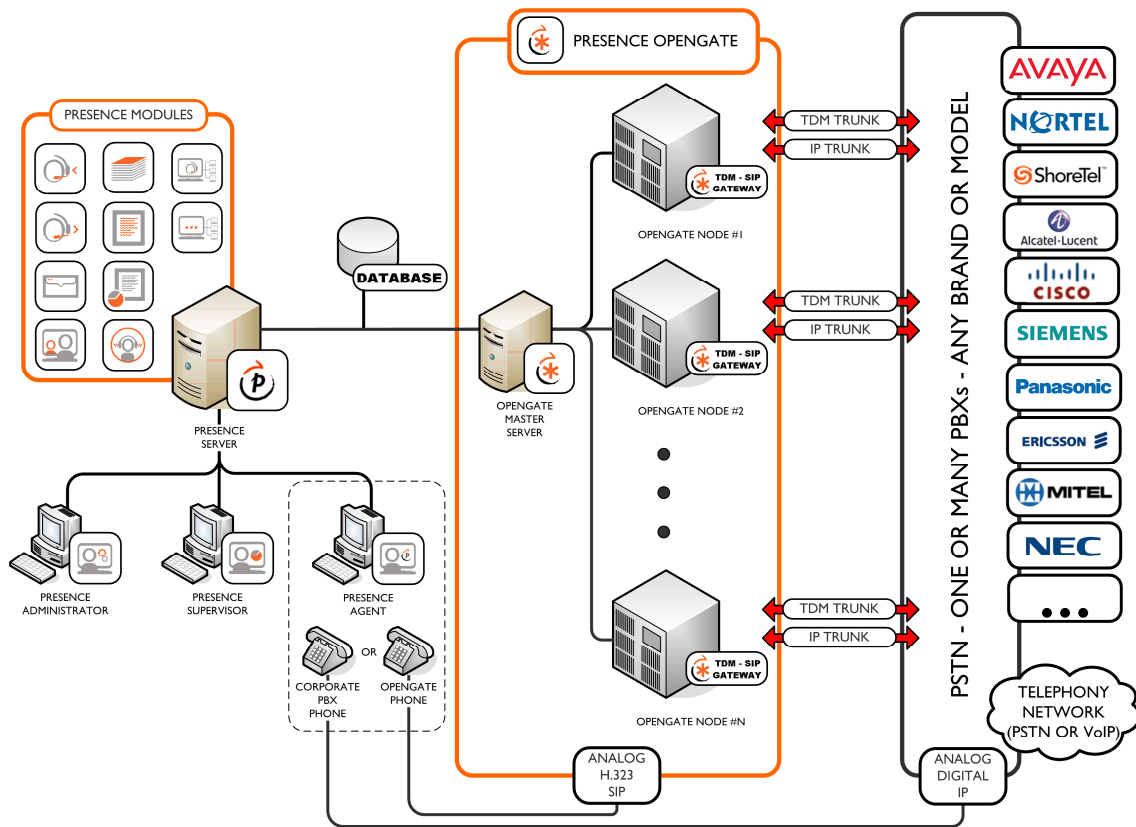 PRESENCE OPENGATE
PRESENCE MODULES
DATABASE
PRESENCE
SERVER
OPENGATE
MASTER
SERVER
TDM - SIP
GATEWAY
OPENGATE NODE #1
TDM - SIP
GATEWAY
OPENGATE NODE #2
TDM - SIP
GATEWAY
OPENGATE NODE #N
TDM TRUNK
IP TRUNK
TDM TRUNK
IP TRUNK
TDM TRUNK
IP TRUNK
PSTN - ONE OR MANY PBXs - ANY BRAND OR MODEL
AVAYA
NORTEL
ShoreTel™
Alcatel·Lucent
CISCO
SIEMENS
Panasonic
ERICSSON
MITEL
NEC
...
TELEPHONY
NETWORK
(PSTN OR VoIP)
PRESENCE
ADMINISTRATOR
PRESENCE
SUPERVISOR
PRESENCE
AGENT
OR
CORPORATE
PBX
PHONE
OPENGATE
PHONE
ANALOG
H.323
SIP
ANALOG
DIGITAL
IP